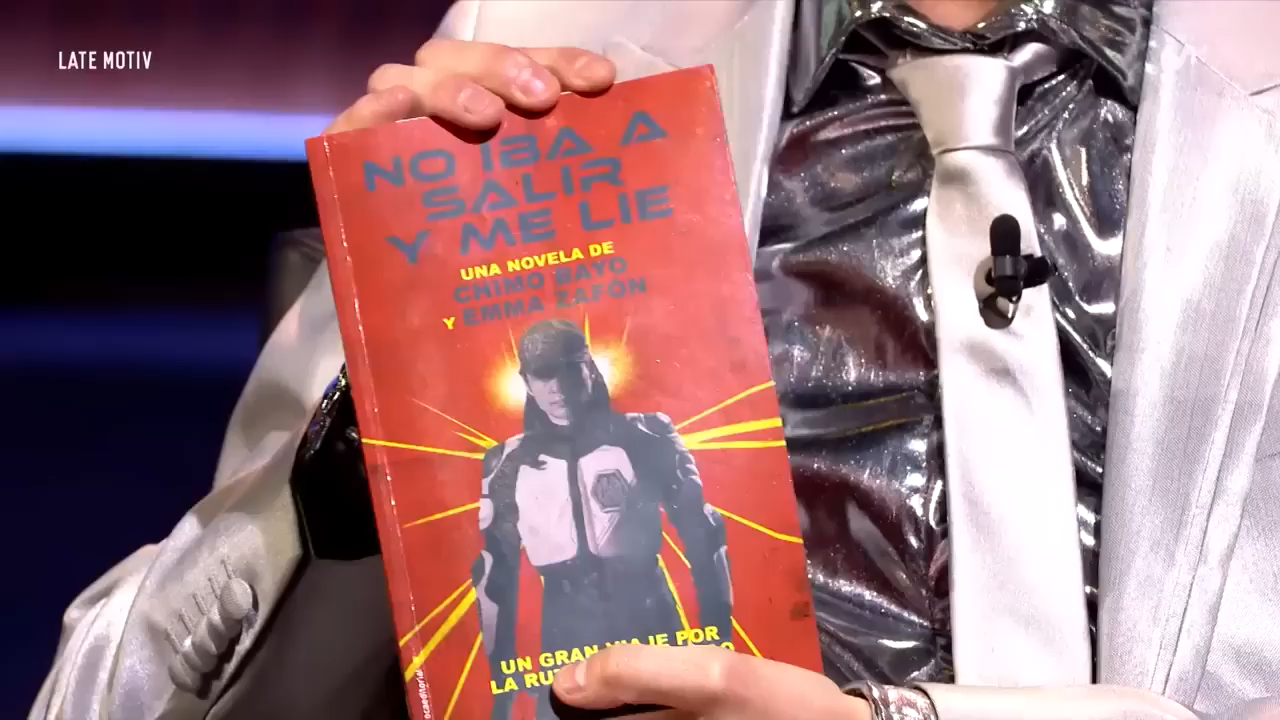 LATE MOTIV
NO IBA A
SALIR
Y ME LIE
UNA NOVELA DE
CHIMO BAYO
Y EMMA ZAFÓN
UN GRAN VIAJE POR
LA